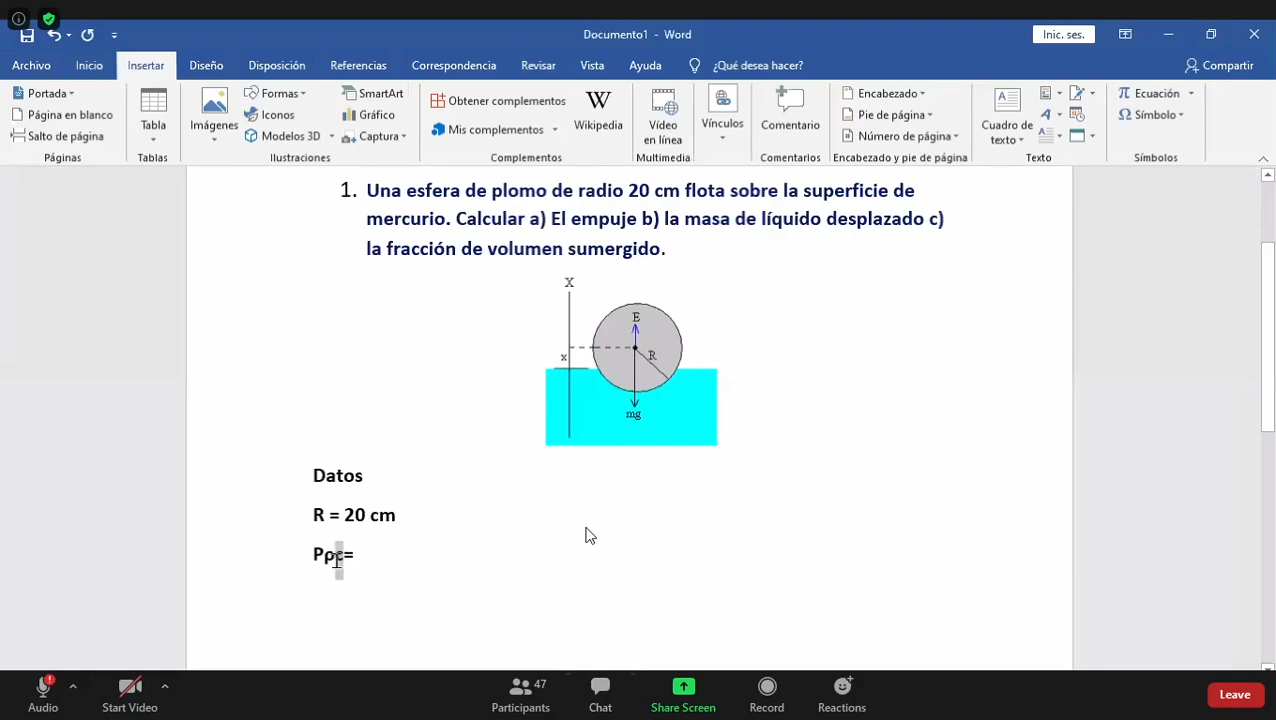 Documento1 - Word
Inic. ses.
Archivo Inicio Insertar Diseño Disposición Referencias Correspondencia Revisar Vista Ayuda ¿Qué desea hacer? Compartir
Portada
Página en blanco
Salto de página
Páginas
Tabla
Tablas
Imágenes
Formas
Iconos
Modelos 3D
SmartArt
Gráfico
Captura
Ilustraciones
Obtener complementos
Mis complementos
Wikipedia
Complementos
Vídeo
en línea
Multimedia
Vínculos
Comentario
Comentarios
Encabezado
Pie de página
Número de página
Encabezado y pie de página
Cuadro de
texto
Texto
Ecuación
Símbolo
Símbolos
1. Una esfera de plomo de radio 20 cm flota sobre la superficie de
mercurio. Calcular a) El empuje b) la masa de líquido desplazado c)
la fracción de volumen sumergido.
X
E
x
R
mg
Datos
R = 20 cm
Pρc=
Audio
Start Video
47
Participants
Chat
Share Screen
Record
Reactions
Leave